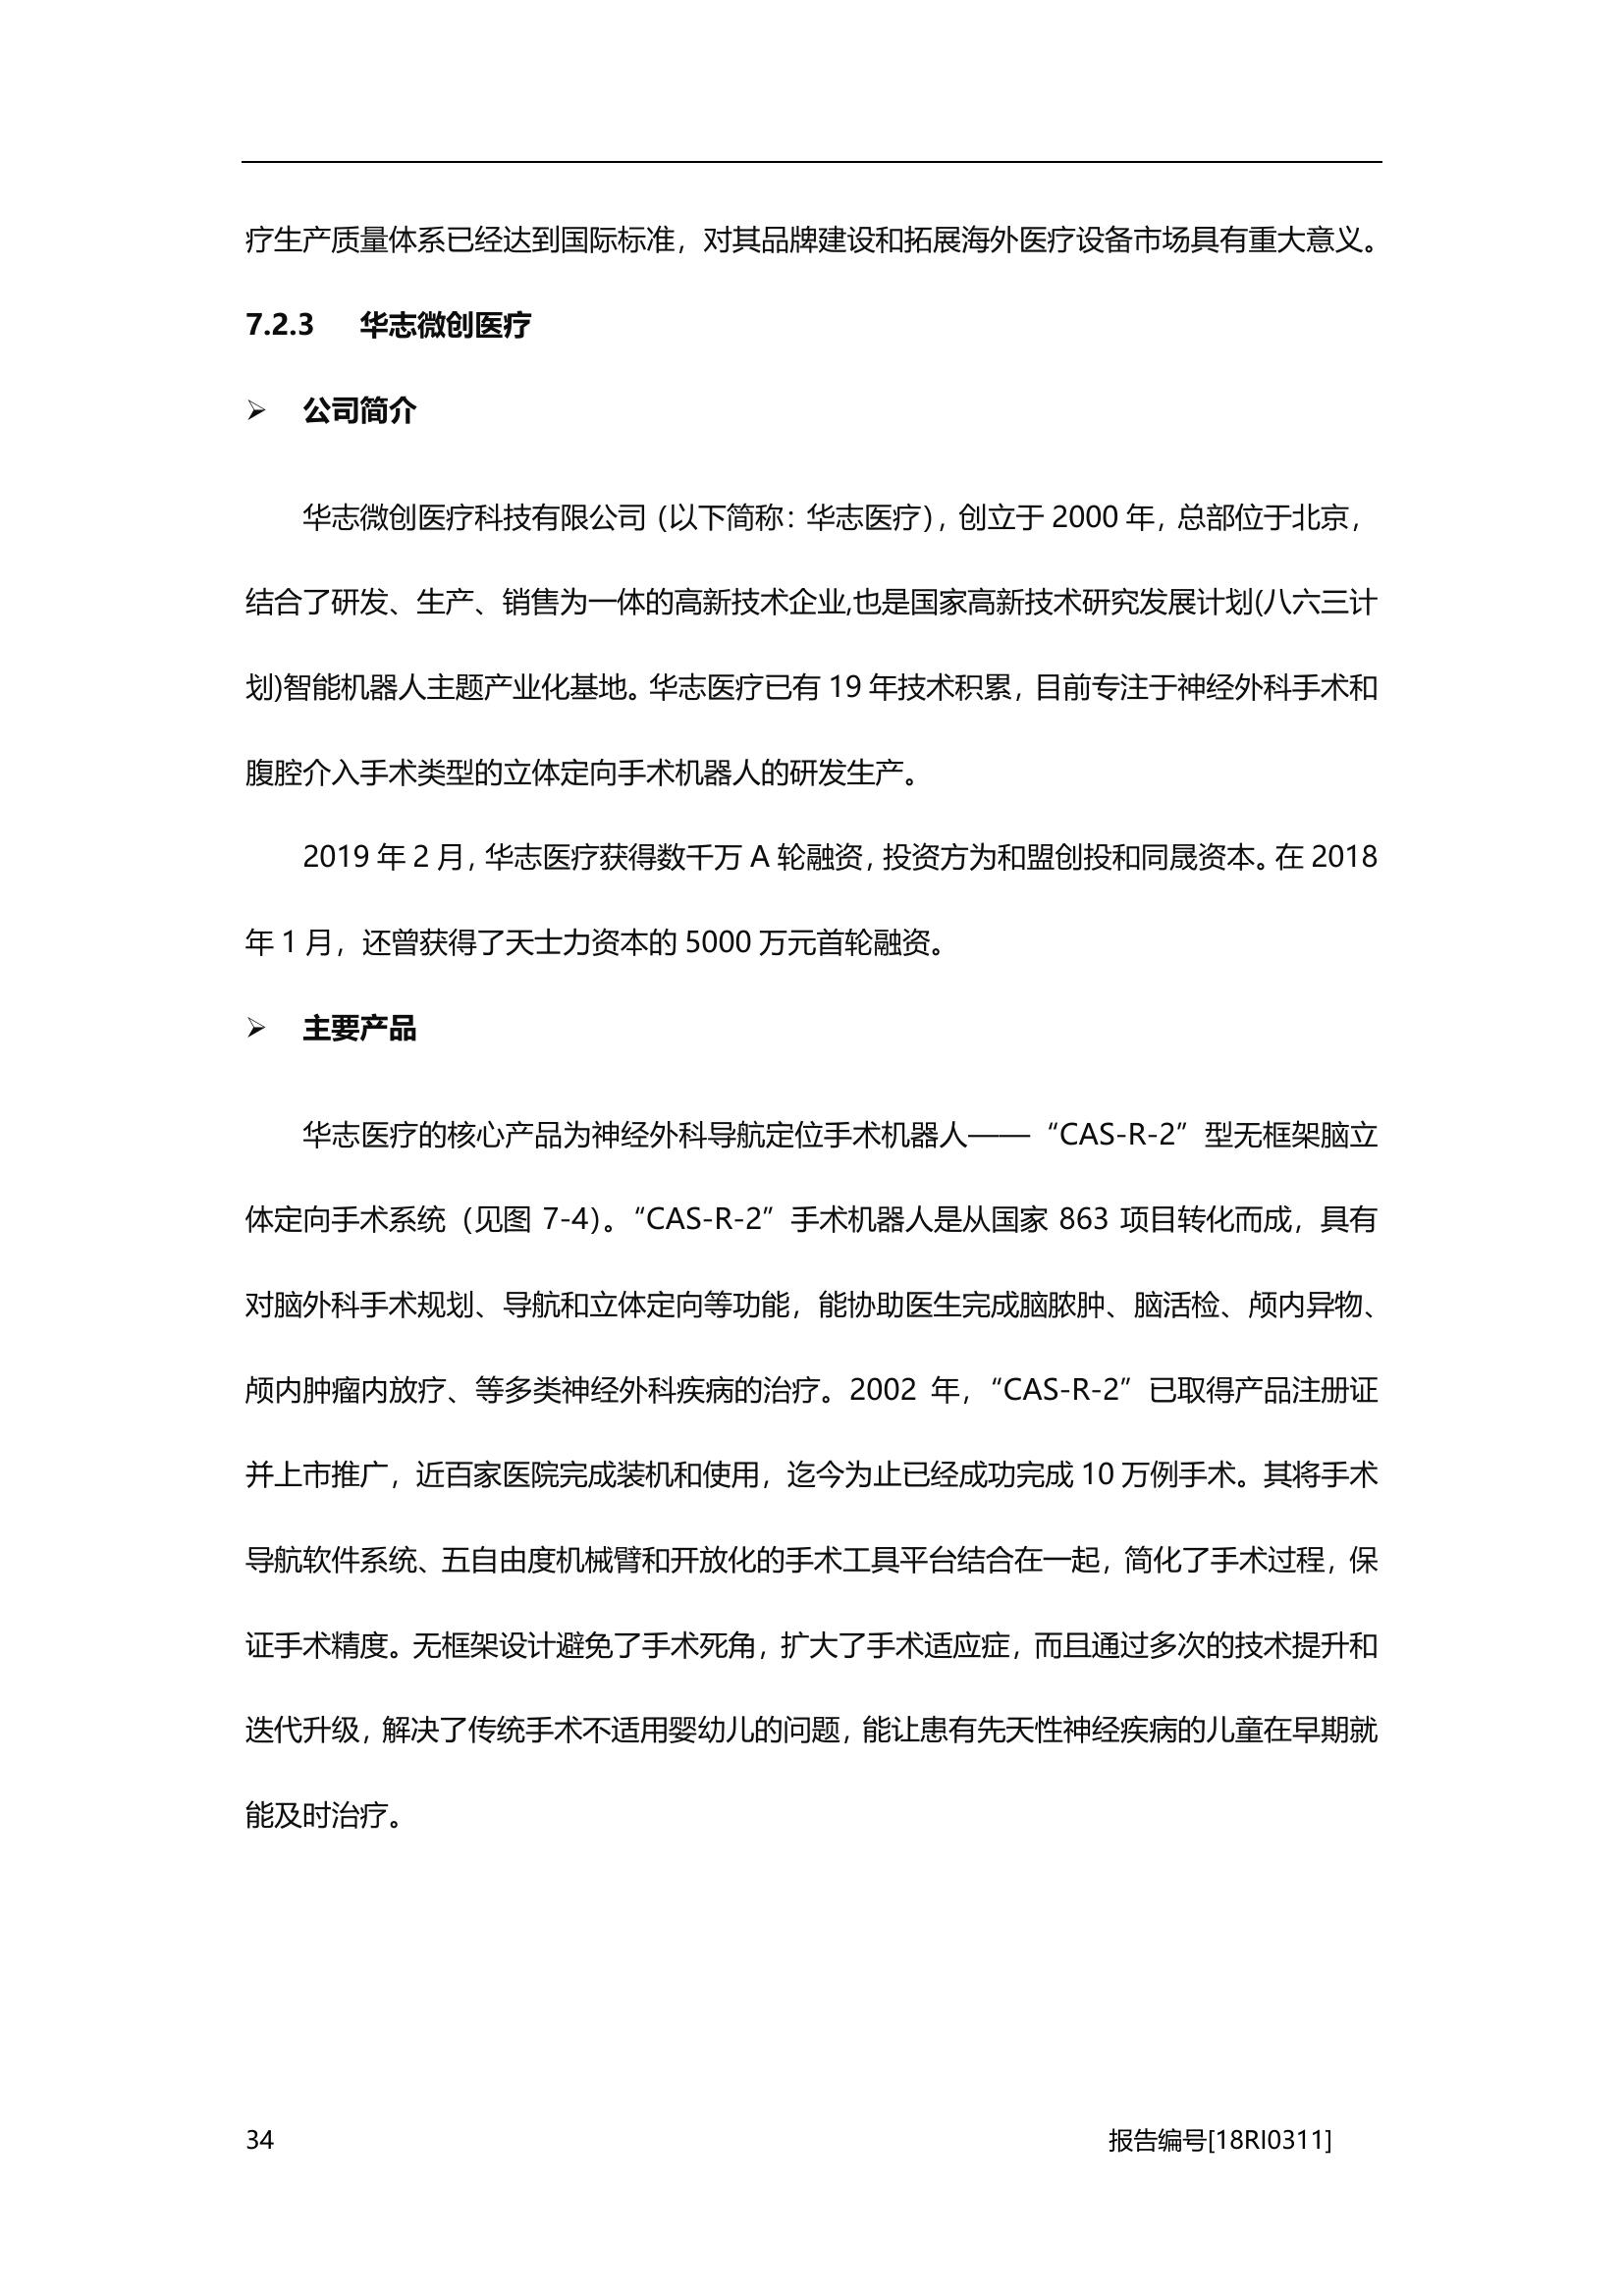 疗生产质量体系已经达到国际标准，对其品牌建设和拓展海外医疗设备市场具有重大意义。
7.2.3 华志微创医疗
➢ 公司简介
华志微创医疗科技有限公司（以下简称：华志医疗），创立于 2000 年，总部位于北京，
结合了研发、生产、销售为一体的高新技术企业,也是国家高新技术研究发展计划(八六三计
划)智能机器人主题产业化基地。华志医疗已有 19 年技术积累，目前专注于神经外科手术和
腹腔介入手术类型的立体定向手术机器人的研发生产。
2019 年 2 月，华志医疗获得数千万 A 轮融资，投资方为和盟创投和同晟资本。在 2018
年 1 月，还曾获得了天士力资本的 5000 万元首轮融资。
➢ 主要产品
华志医疗的核心产品为神经外科导航定位手术机器人——“CAS-R-2”型无框架脑立
体定向手术系统（见图 7-4）。“CAS-R-2”手术机器人是从国家 863 项目转化而成，具有
对脑外科手术规划、导航和立体定向等功能，能协助医生完成脑脓肿、脑活检、颅内异物、
颅内肿瘤内放疗、等多类神经外科疾病的治疗。2002 年，“CAS-R-2”已取得产品注册证
并上市推广，近百家医院完成装机和使用，迄今为止已经成功完成 10 万例手术。其将手术
导航软件系统、五自由度机械臂和开放化的手术工具平台结合在一起，简化了手术过程，保
证手术精度。无框架设计避免了手术死角，扩大了手术适应症，而且通过多次的技术提升和
迭代升级，解决了传统手术不适用婴幼儿的问题，能让患有先天性神经疾病的儿童在早期就
能及时治疗。
34 报告编号[18RI0311]